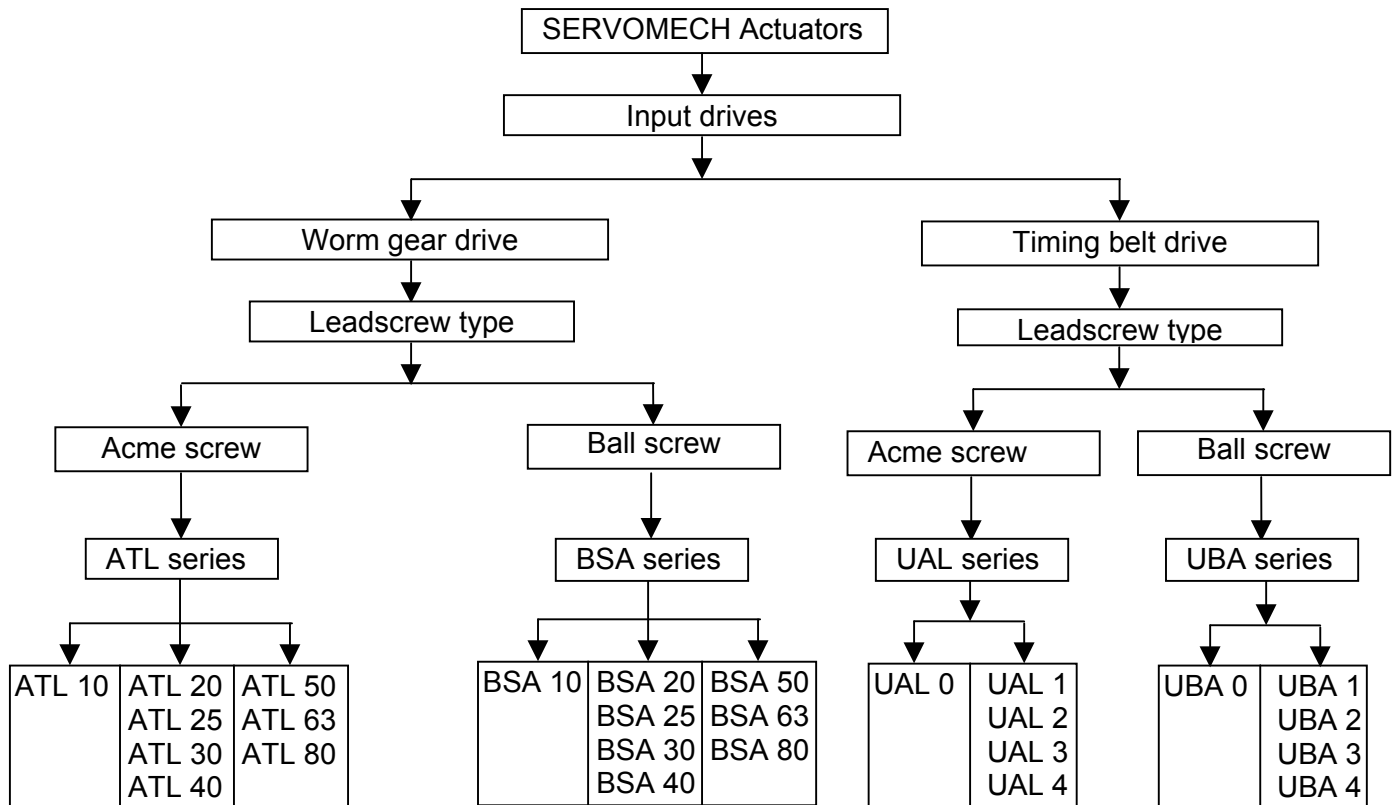 SERVOMECH Actuators
Input drives
Worm gear drive
Timing belt drive
Leadscrew type
Leadscrew type
Acme screw
Ball screw
Acme screw
Ball screw
ATL series
BSA series
UAL series
UBA series
ATL 10
ATL 20
ATL 25
ATL 30
ATL 40
ATL 50
ATL 63
ATL 80
BSA 10
BSA 20
BSA 25
BSA 30
BSA 40
BSA 50
BSA 63
BSA 80
UAL 0
UAL 1
UAL 2
UAL 3
UAL 4
UBA 0
UBA 1
UBA 2
UBA 3
UBA 4